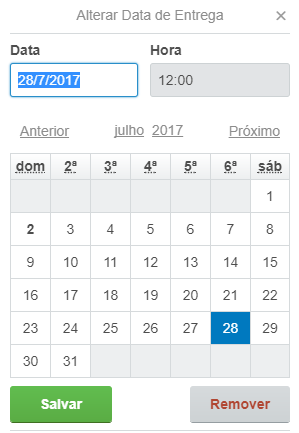 Alterar Data de Entrega ×
Data Hora
28/7/2017 12:00
Anterior julho 2017 Próximo
dom 2ª 3ª 4ª 5ª 6ª sáb
1
2 3 4 5 6 7 8
9 10 11 12 13 14 15
16 17 18 19 20 21 22
23 24 25 26 27 28 29
30 31
Salvar Remover